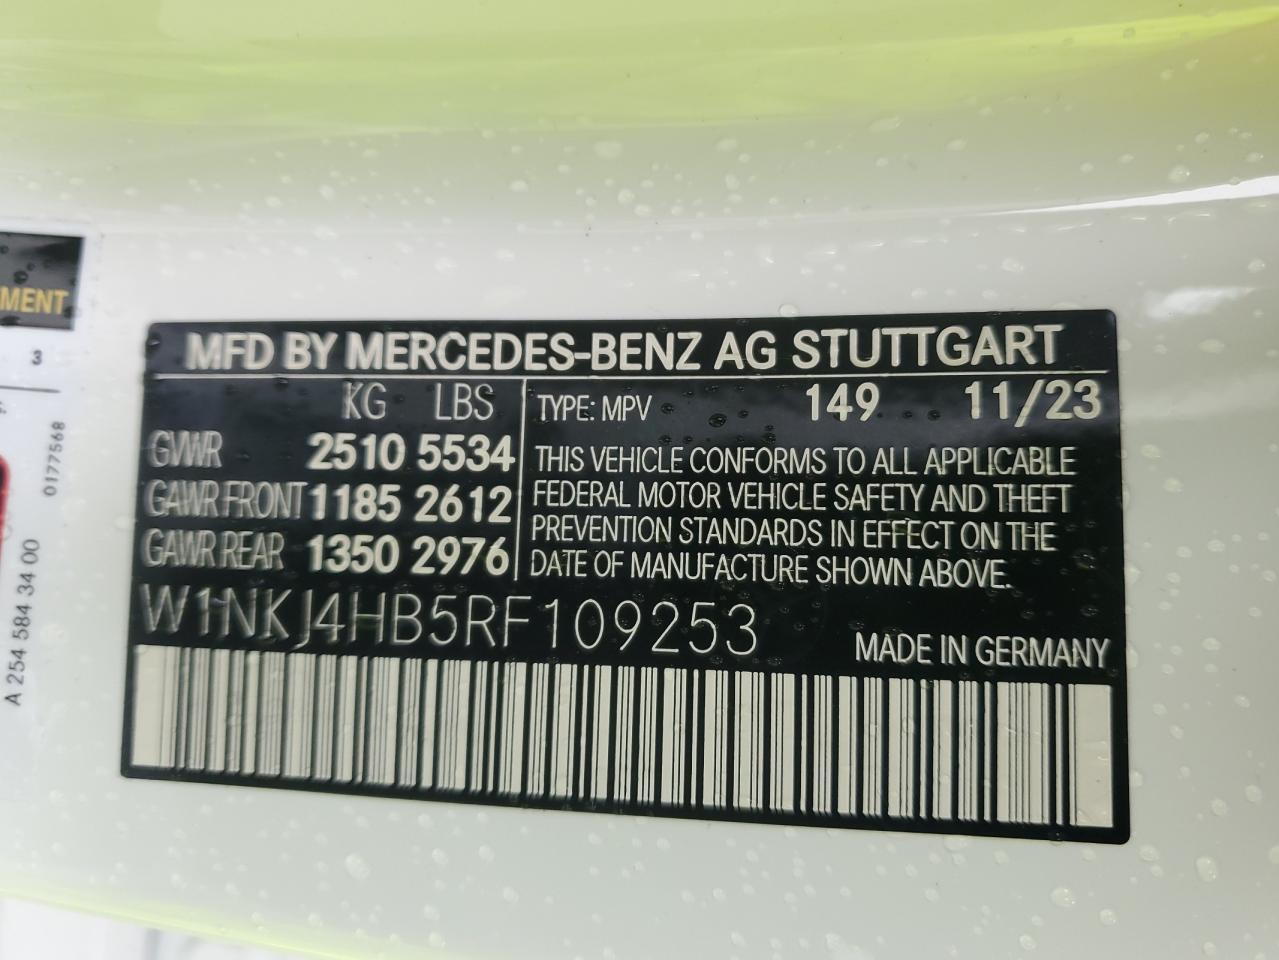 MENT
3
0177568
A 254 584 34 00
MFD BY MERCEDES-BENZ AG STUTTGART
KG LBS
TYPE: MPV 149 11/23
GVWR 2510 5534
GAWR FRONT 1185 2612
GAWR REAR 1350 2976
THIS VEHICLE CONFORMS TO ALL APPLICABLE
FEDERAL MOTOR VEHICLE SAFETY AND THEFT
PREVENTION STANDARDS IN EFFECT ON THE
DATE OF MANUFACTURE SHOWN ABOVE.
W1NKJ4HB5RF109253
MADE IN GERMANY